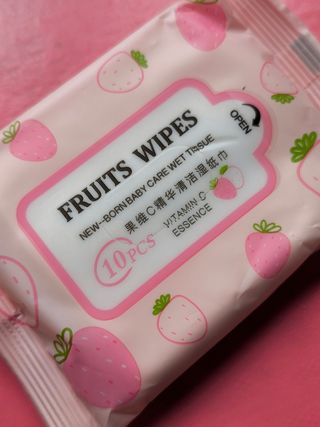 OPEN
FRUITS WIPES
NEW-BORN BABY CARE WET TISSUE
果维C精华清洁湿纸巾
10PCS
VITAMIN C
ESSENCE